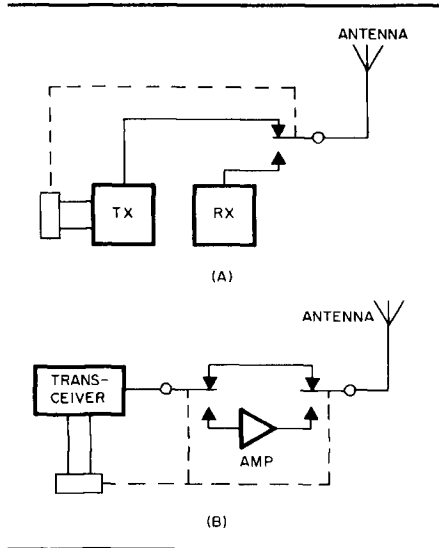 ANTENNA
TX
RX
(A)
ANTENNA
TRANS-
CEIVER
AMP
(B)